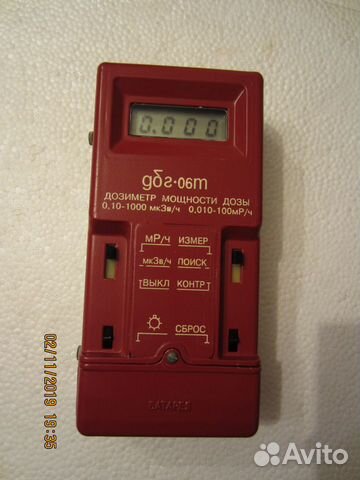 0.000
дбг·06т
ДОЗИМЕТР МОЩНОСТИ ДОЗЫ
0,10-1000 мкЗв/ч 0,010-100мР/ч
мР/ч ИЗМЕР
мкЗв/ч ПОИСК
ВЫКЛ КОНТР
СБРОС
БАТАРЕЯ
02/11/2019 19:35
Avito